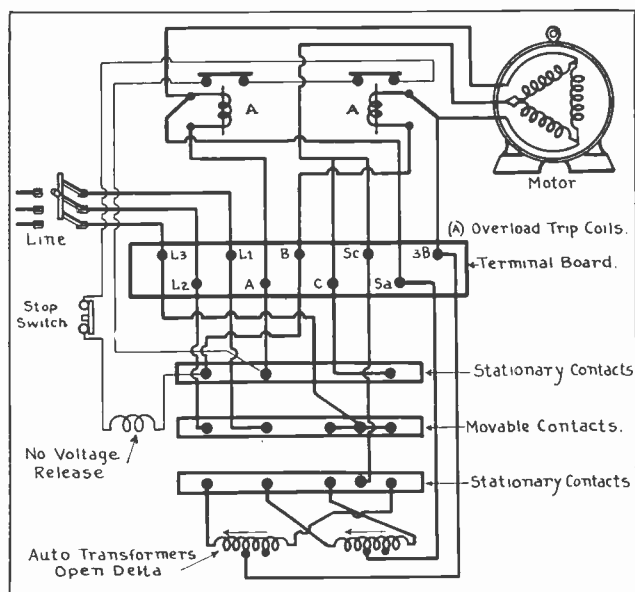 A
A
Motor
Line
(A) Overload Trip Coils.
L3
L1
B
Sc
3B
Terminal Board.
L2
A
C
Sa
Stop
Switch
Stationary Contacts
Movable Contacts.
No Voltage
Release
Stationary Contacts
Auto Transformers
Open Delta